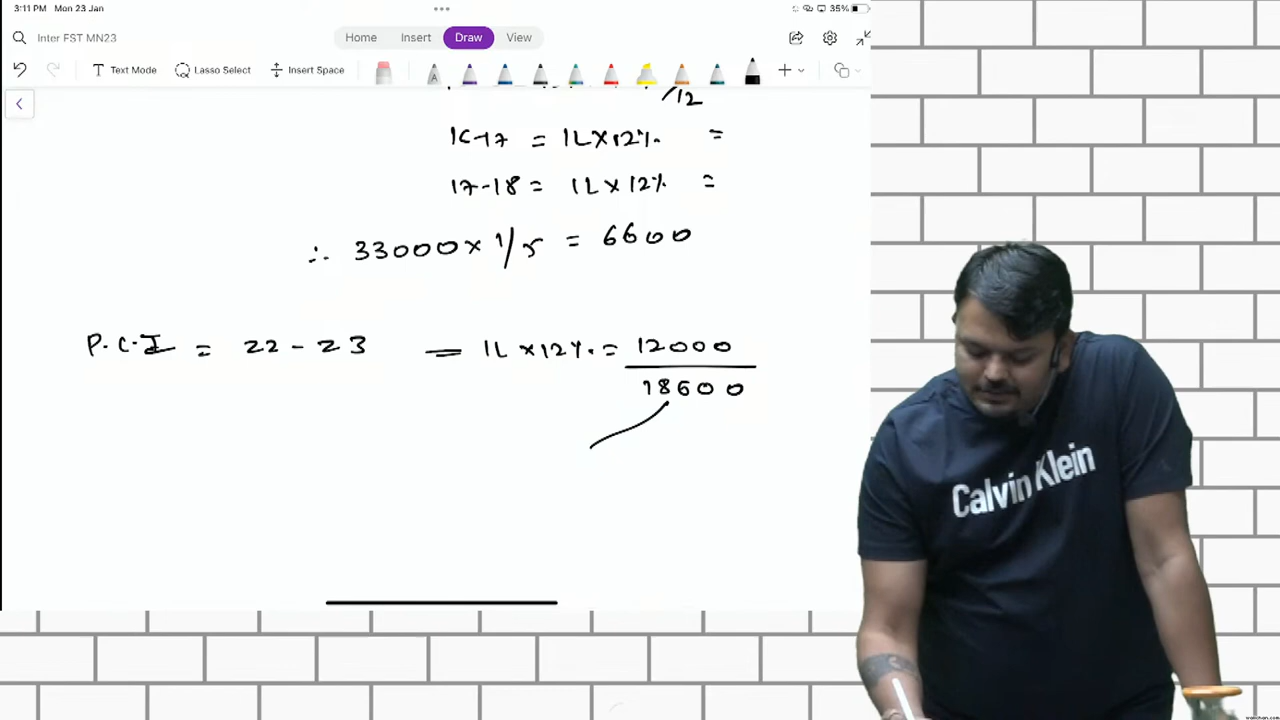 3:11 PM Mon 23 Jan
35%
Inter FST MN23
Home Insert Draw View
Text Mode Lasso Select Insert Space
/12
16-17 = 1L×12% =
17-18 = 1L×12% =
∴ 33000× 1/5 = 6600
P.C.I = 22-23 — 1L×12% = 12000
18600
Calvin Klein